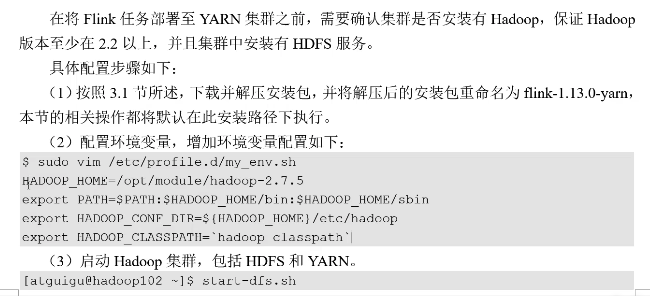 在将 Flink 任务部署至 YARN 集群之前，需要确认集群是否安装有 Hadoop，保证 Hadoop
版本至少在 2.2 以上，并且集群中安装有 HDFS 服务。
具体配置步骤如下：
（1）按照 3.1 节所述，下载并解压安装包，并将解压后的安装包重命名为 flink-1.13.0-yarn，
本节的相关操作都将默认在此安装路径下执行。
（2）配置环境变量，增加环境变量配置如下：
$ sudo vim /etc/profile.d/my_env.sh
HADOOP_HOME=/opt/module/hadoop-2.7.5
export PATH=$PATH:$HADOOP_HOME/bin:$HADOOP_HOME/sbin
export HADOOP_CONF_DIR=${HADOOP_HOME}/etc/hadoop
export HADOOP_CLASSPATH=`hadoop classpath`
（3）启动 Hadoop 集群，包括 HDFS 和 YARN。
[atguigu@hadoop102 ~]$ start-dfs.sh